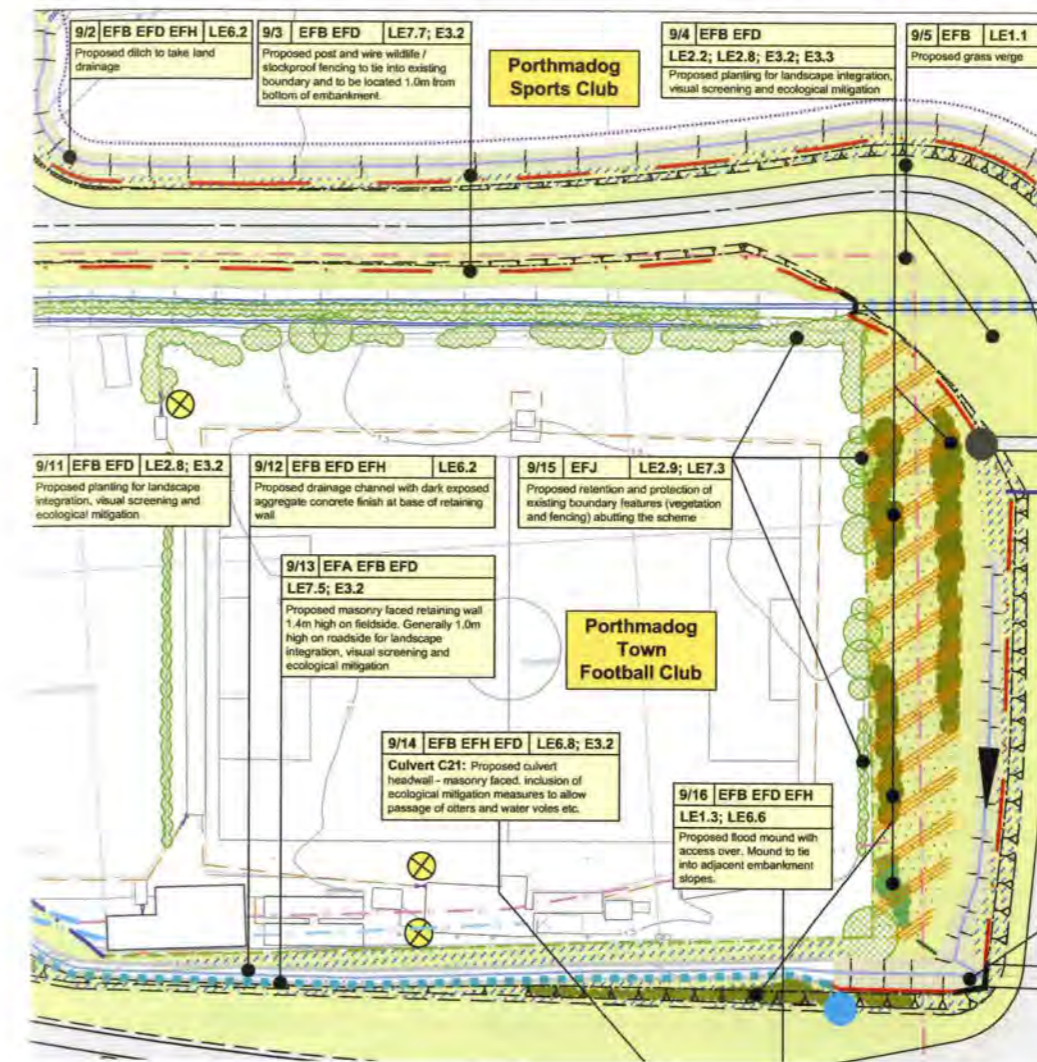 9/2 EFB EFD EFH LE6.2
Proposed ditch to take land
drainage
9/3 EFB EFD LE7.7; E3.2
Proposed post and wire wildlife /
stockproof fencing to tie into existing
boundary and to be located 1.0m from
bottom of embankment.
Porthmadog
Sports Club
9/4 EFB EFD
LE2.2; LE2.8; E3.2; E3.3
Proposed planting for landscape integration,
visual screening and ecological mitigation
9/5 EFB LE1.1
Proposed grass verge
9/11 EFB EFD LE2.8; E3.2
Proposed planting for landscape
integration, visual screening and
ecological mitigation
9/12 EFB EFD EFH LE6.2
Proposed drainage channel with dark exposed
aggregate concrete finish at base of retaining
wall
9/15 EFJ LE2.9; LE7.3
Proposed retention and protection of
existing boundary features (vegetation
and fencing) abutting the scheme
9/13 EFA EFB EFD
LE7.5; E3.2
Proposed masonry faced retaining wall
1.4m high on fieldside. Generally 1.0m
high on roadside for landscape
integration, visual screening and
ecological mitigation
Porthmadog
Town
Football Club
9/14 EFB EFH EFD LE6.8; E3.2
Culvert C21: Proposed culvert
headwall - masonry faced, inclusion of
ecological mitigation measures to allow
passage of otters and water voles etc.
9/16 EFB EFD EFH
LE1.3; LE6.6
Proposed flood mound with
access over. Mound to tie
into adjacent embankment
slopes.